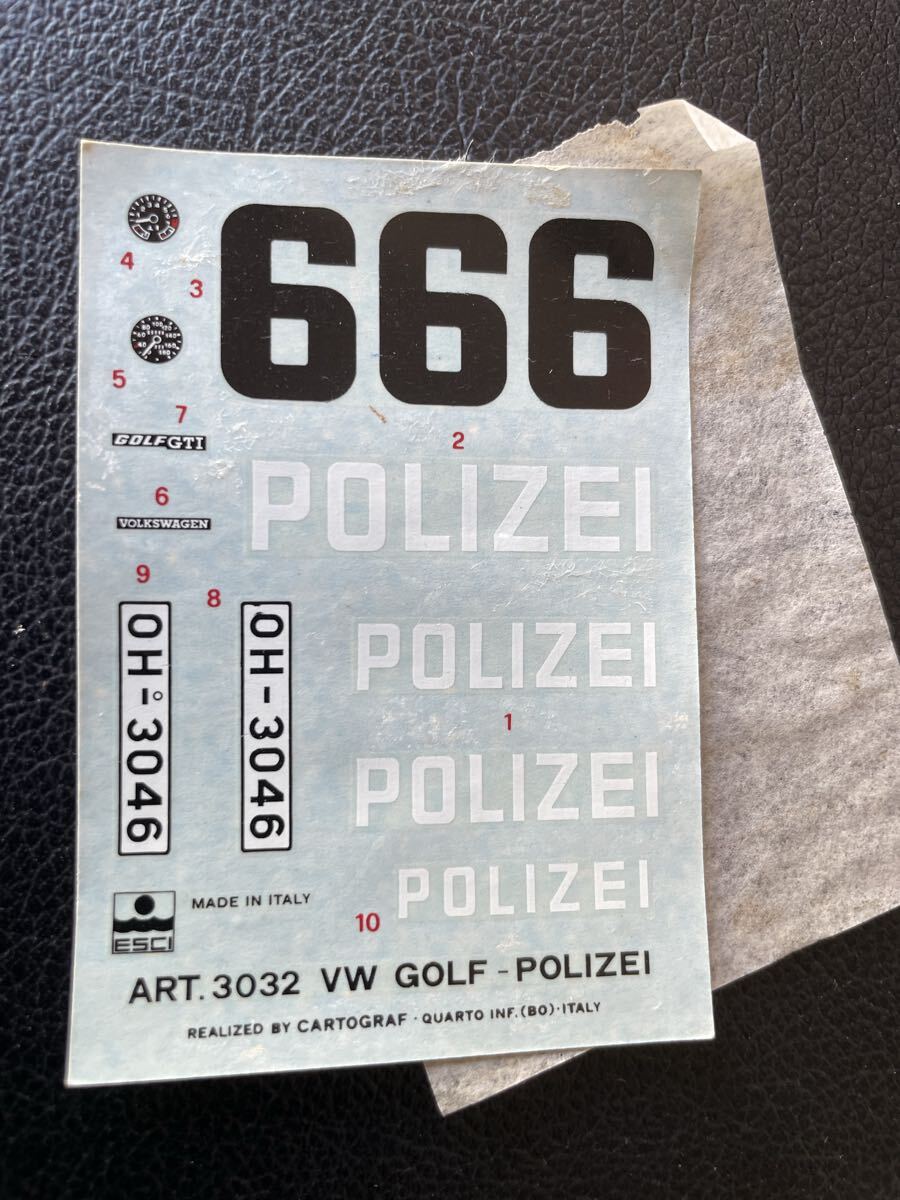 4
3
666
5
7
GOLF GTI
2
6
VOLKSWAGEN
POLIZEI
9
8
OH-3046
OH-3046
POLIZEI
1
POLIZEI
POLIZEI
10
ESCI
MADE IN ITALY
ART. 3032 VW GOLF - POLIZEI
REALIZED BY CARTOGRAF · QUARTO INF. (BO) · ITALY